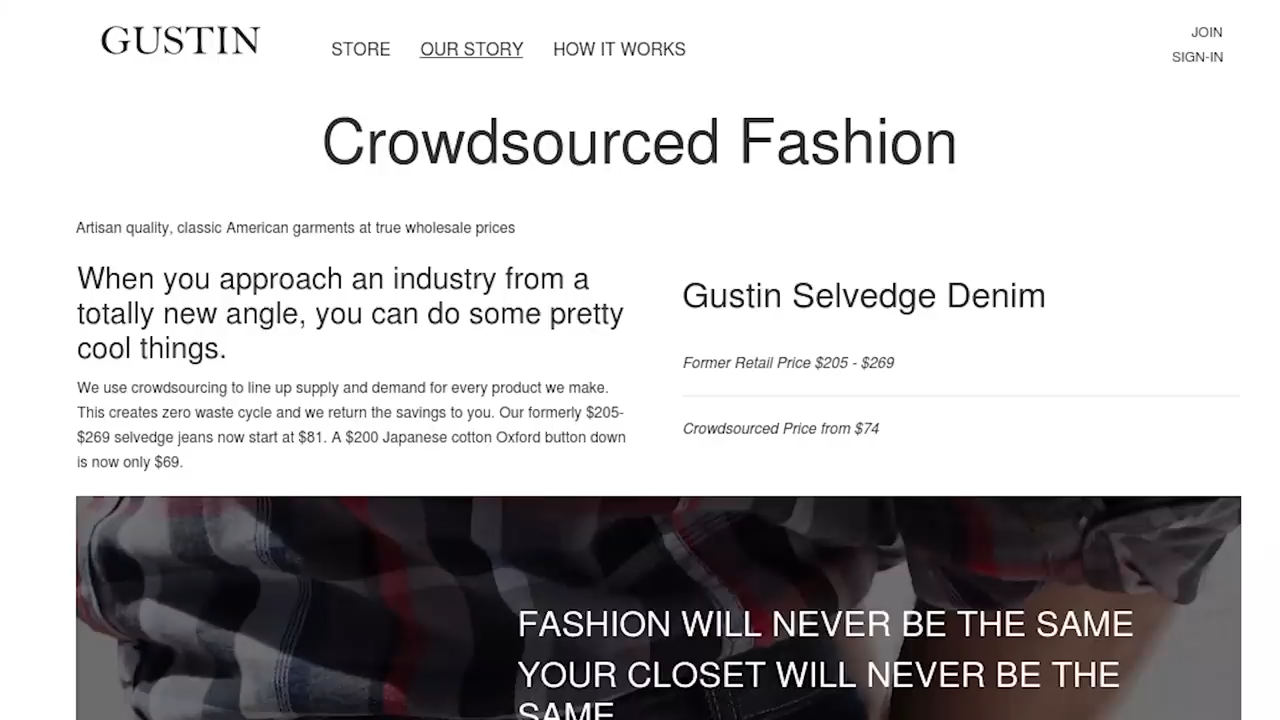 GUSTIN
STORE OUR STORY HOW IT WORKS
JOIN
SIGN-IN
Crowdsourced Fashion
Artisan quality, classic American garments at true wholesale prices
When you approach an industry from a
totally new angle, you can do some pretty
cool things.
We use crowdsourcing to line up supply and demand for every product we make.
This creates zero waste cycle and we return the savings to you. Our formerly $205-
$269 selvedge jeans now start at $81. A $200 Japanese cotton Oxford button down
is now only $69.
Gustin Selvedge Denim
Former Retail Price $205 - $269
Crowdsourced Price from $74
FASHION WILL NEVER BE THE SAME
YOUR CLOSET WILL NEVER BE THE
SAME